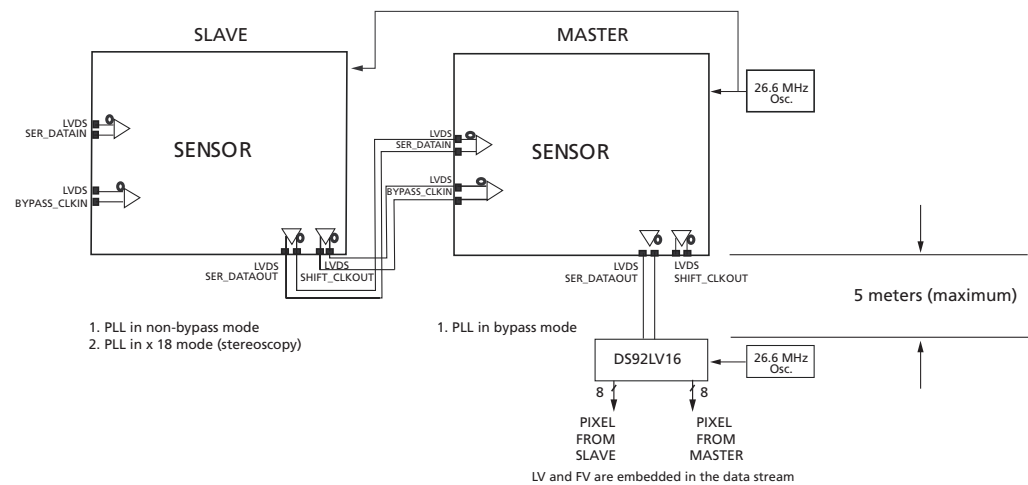 SLAVE
MASTER
26.6 MHz
Osc.
LVDS
SER_DATAIN
SENSOR
LVDS
BYPASS_CLKIN
LVDS
SER_DATAOUT
LVDS
SHIFT_CLKOUT
LVDS
SER_DATAIN
SENSOR
LVDS
BYPASS_CLKIN
LVDS
SER_DATAOUT
LVDS
SHIFT_CLKOUT
5 meters (maximum)
1. PLL in non-bypass mode
2. PLL in x 18 mode (stereoscopy)
1. PLL in bypass mode
DS92LV16
26.6 MHz
Osc.
8
8
PIXEL
FROM
SLAVE
PIXEL
FROM
MASTER
LV and FV are embedded in the data stream